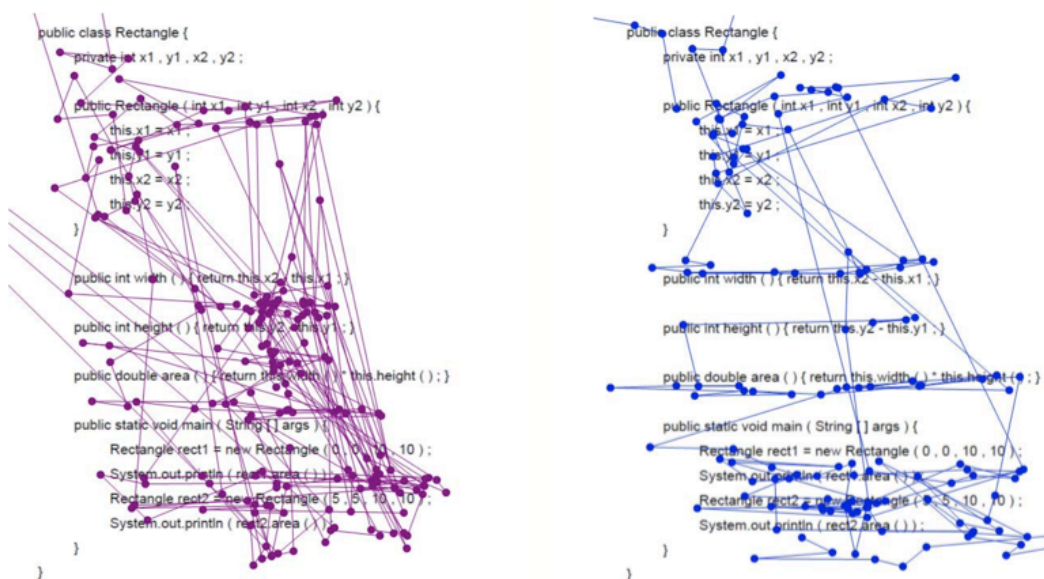 public class Rectangle {
private int x1 , y1 , x2 , y2 ;
public Rectangle ( int x1 , int y1 , int x2 , int y2 ) {
this.x1 = x1 ;
this.y1 = y1 ;
this.x2 = x2 ;
this.y2 = y2 ;
}
public int width ( ) { return this.x2 - this.x1 ; }
public int height ( ) { return this.y2 - this.y1 ; }
public double area ( ) { return this.width ( ) * this.height ( ) ; }
public static void main ( String [ ] args ) {
Rectangle rect1 = new Rectangle ( 0 , 0 , 10 , 10 ) ;
System.out.println ( rect1.area ( ) ) ;
Rectangle rect2 = new Rectangle ( 5 , 5 , 10 , 10 ) ;
System.out.println ( rect2.area ( ) ) ;
}
}
public class Rectangle {
private int x1 , y1 , x2 , y2 ;
public Rectangle ( int x1 , int y1 , int x2 , int y2 ) {
this.x1 = x1 ;
this.y1 = y1 ;
this.x2 = x2 ;
this.y2 = y2 ;
}
public int width ( ) { return this.x2 - this.x1 ; }
public int height ( ) { return this.y2 - this.y1 ; }
public double area ( ) { return this.width ( ) * this.height ( ) ; }
public static void main ( String [ ] args ) {
Rectangle rect1 = new Rectangle ( 0 , 0 , 10 , 10 ) ;
System.out.println ( rect1.area ( ) ) ;
Rectangle rect2 = new Rectangle ( 5 , 5 , 10 , 10 ) ;
System.out.println ( rect2.area ( ) ) ;
}
}